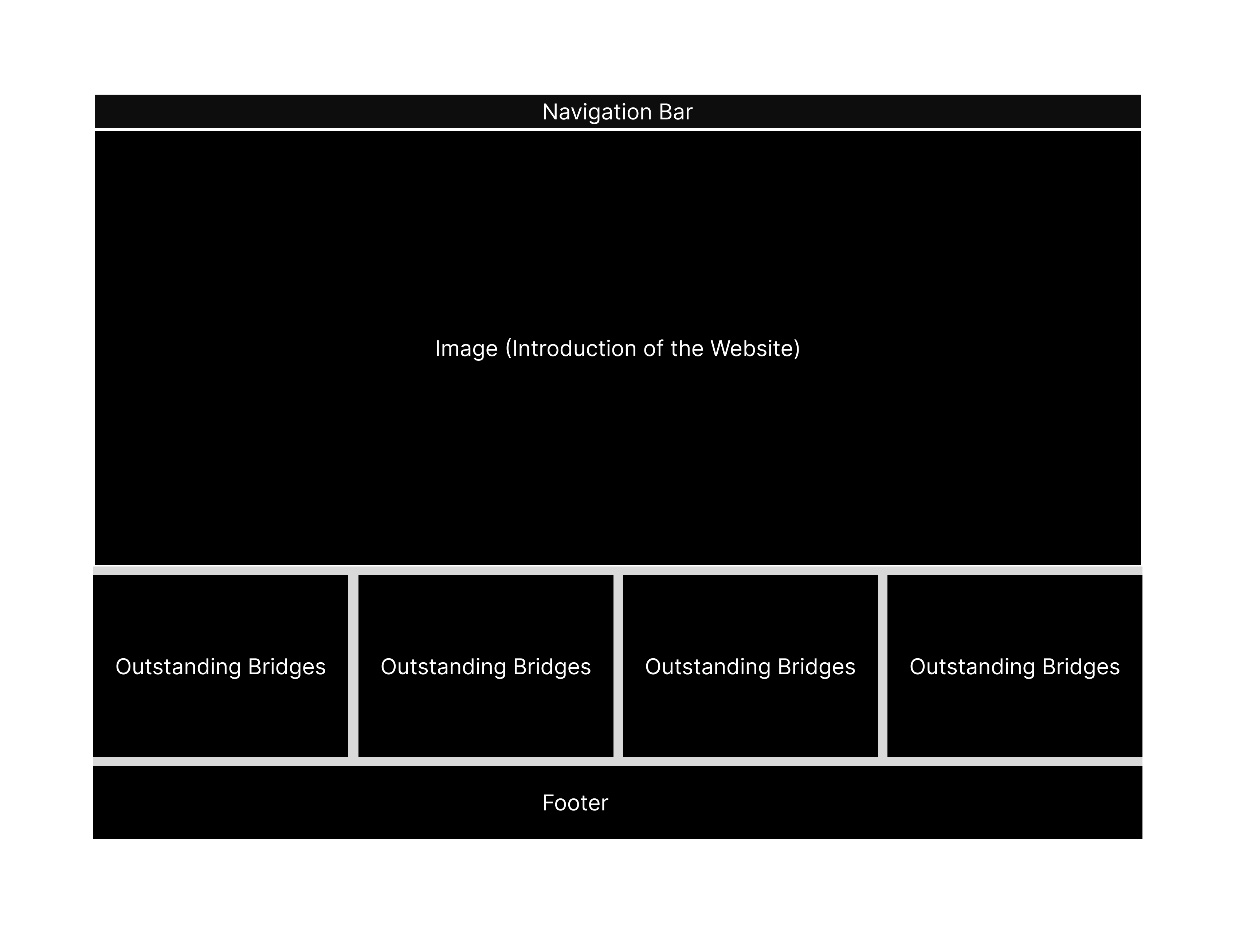 Navigation Bar
Image (Introduction of the Website)
Outstanding Bridges
Outstanding Bridges
Outstanding Bridges
Outstanding Bridges
Footer